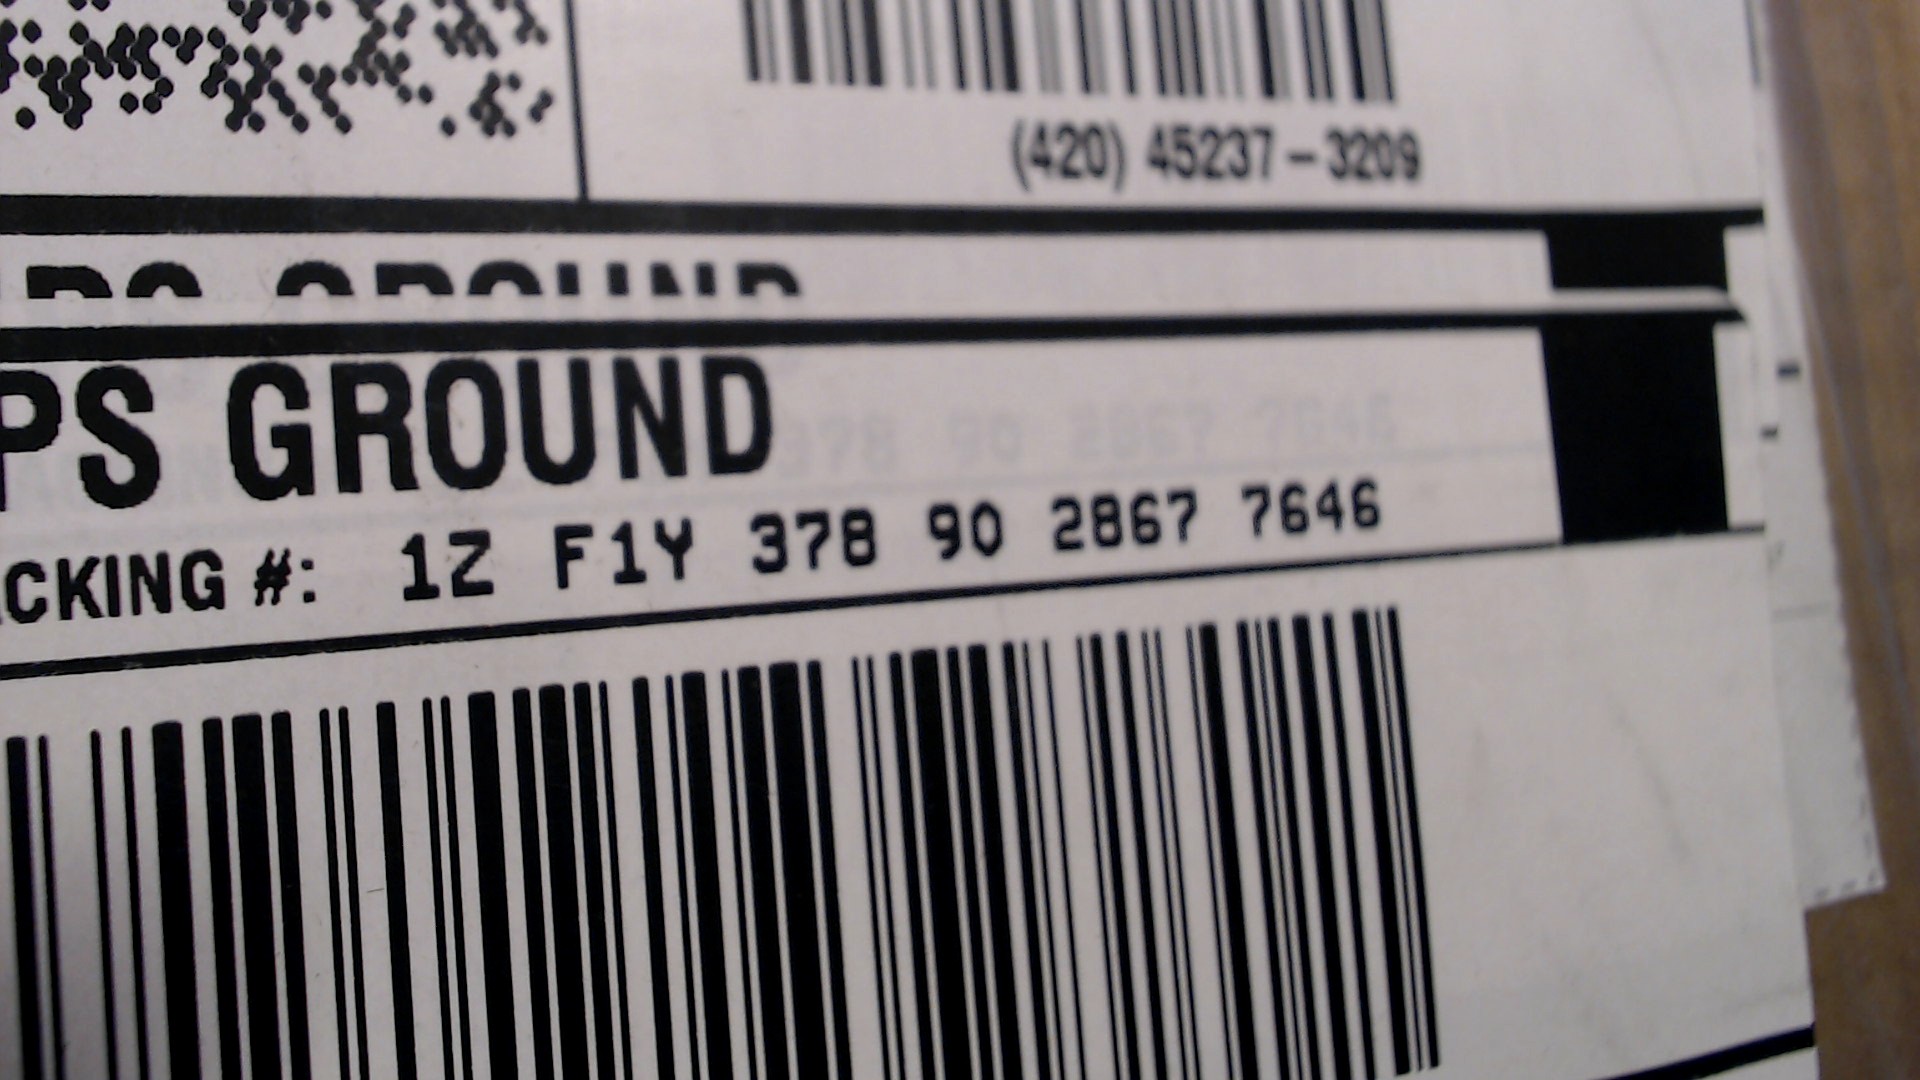 (420) 45237-3209
PS GROUND
CKING #: 1Z F1Y 378 90 2867 7646